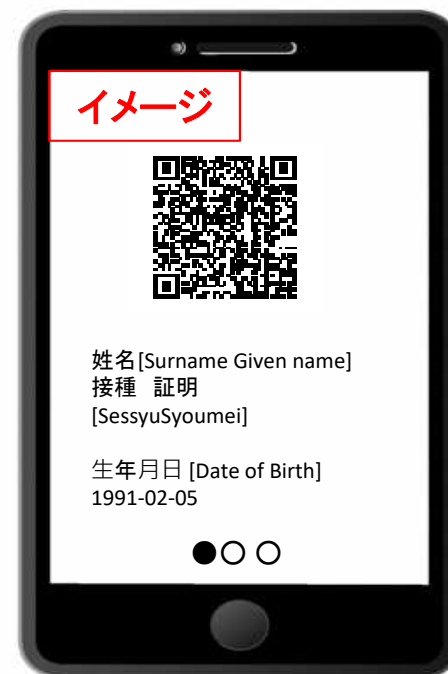 イメージ
姓名[Surname Given name]
接種 証明
[SessyuSyoumei]
生年月日 [Date of Birth]
1991-02-05